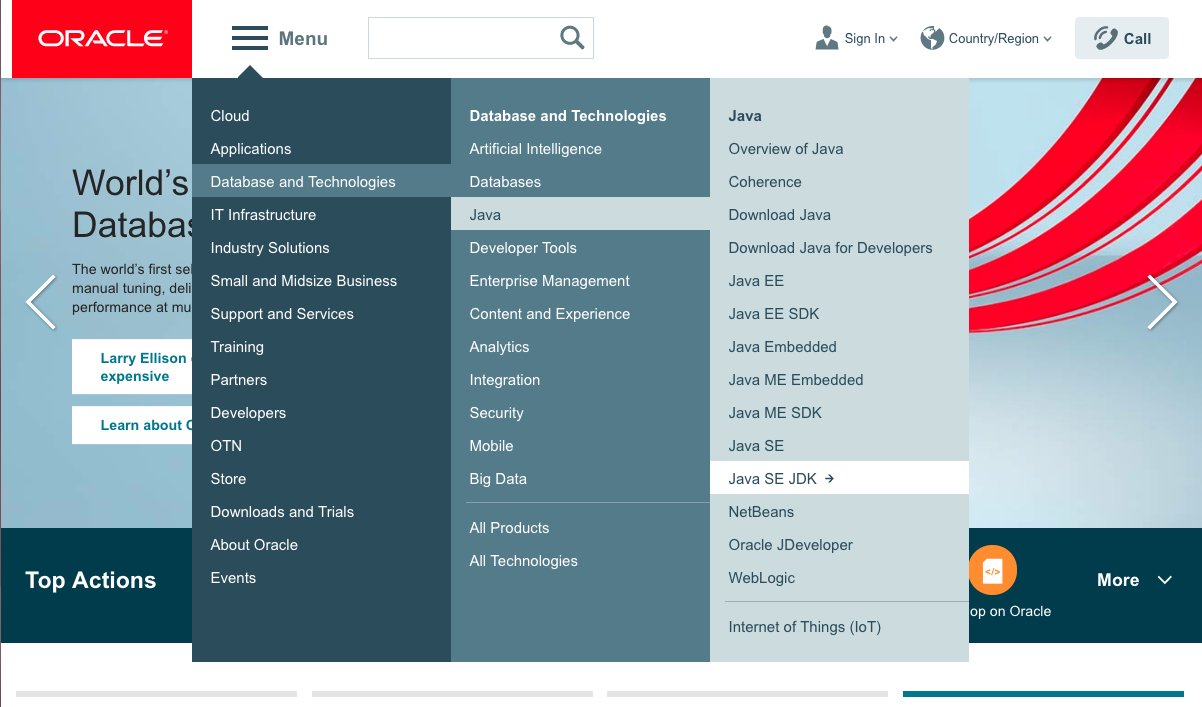 ORACLE
Menu
Sign In
Country/Region
Call
Cloud
Applications
Database and Technologies
IT Infrastructure
Industry Solutions
Small and Midsize Business
Support and Services
Training
Partners
Developers
OTN
Store
Downloads and Trials
About Oracle
Events
Database and Technologies
Artificial Intelligence
Databases
Java
Developer Tools
Enterprise Management
Content and Experience
Analytics
Integration
Security
Mobile
Big Data
All Products
All Technologies
Java
Overview of Java
Coherence
Download Java
Download Java for Developers
Java EE
Java EE SDK
Java Embedded
Java ME Embedded
Java ME SDK
Java SE
Java SE JDK →
NetBeans
Oracle JDeveloper
WebLogic
Internet of Things (IoT)
World's
Databas
The world's first sel
manual tuning, deli
performance at mu
Larry Ellison
expensive
Learn about
Top Actions
</>
op on Oracle
More